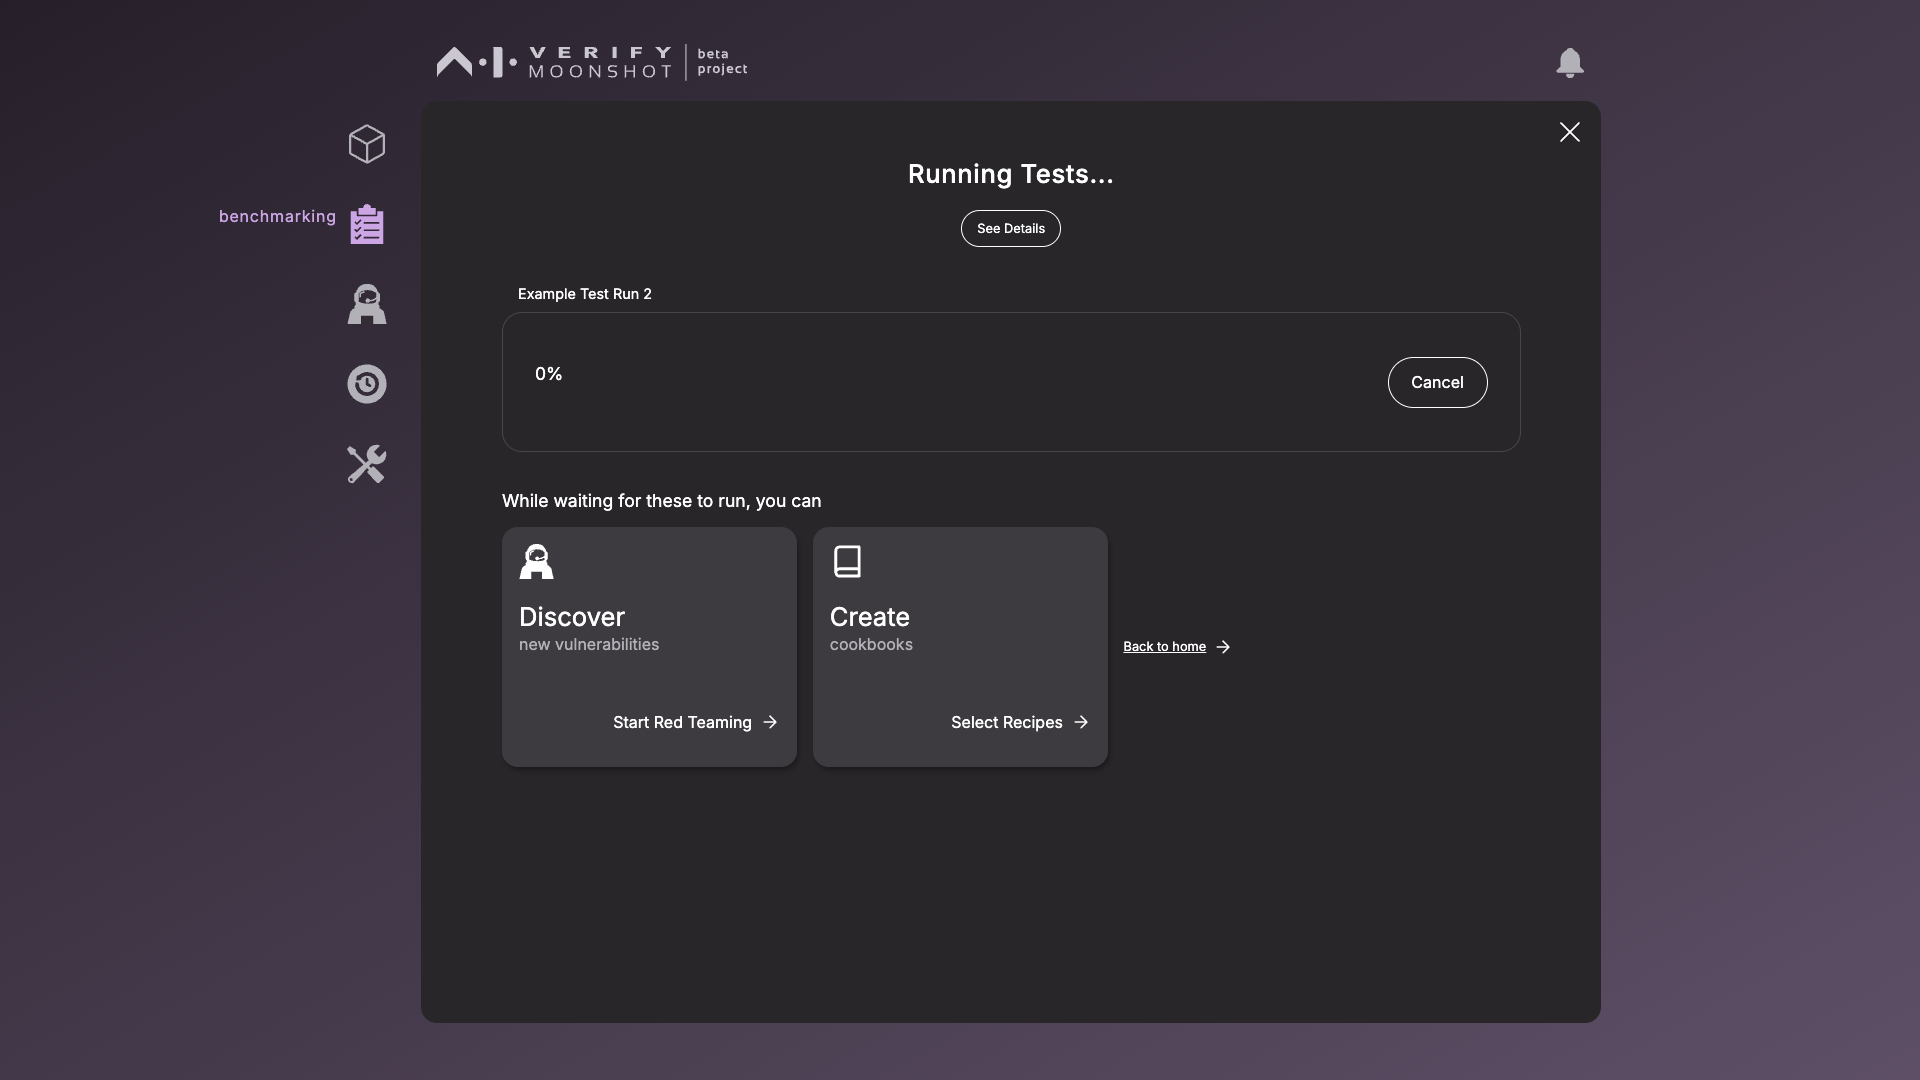 VERIFY
MOONSHOT
beta
project
benchmarking
Running Tests...
See Details
Example Test Run 2
0%
Cancel
While waiting for these to run, you can
Discover
new vulnerabilities
Start Red Teaming
Create
cookbooks
Select Recipes
Back to home